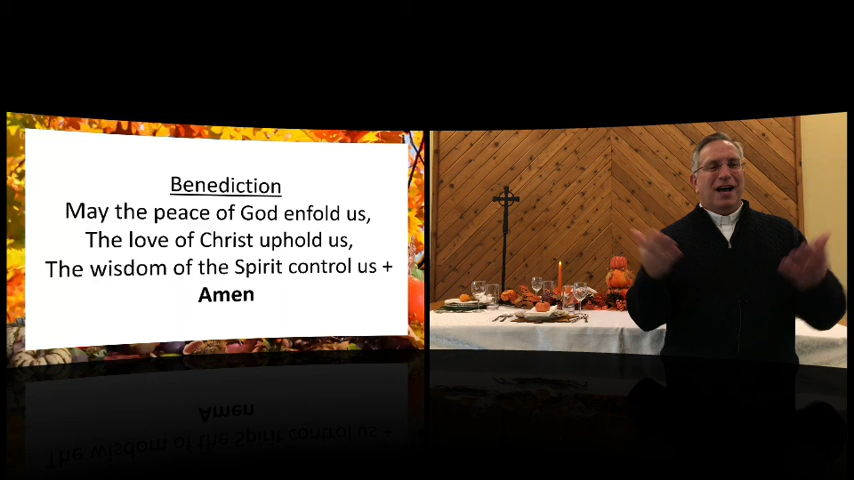 Benediction
May the peace of God enfold us,
The love of Christ uphold us,
The wisdom of the Spirit control us +
Amen